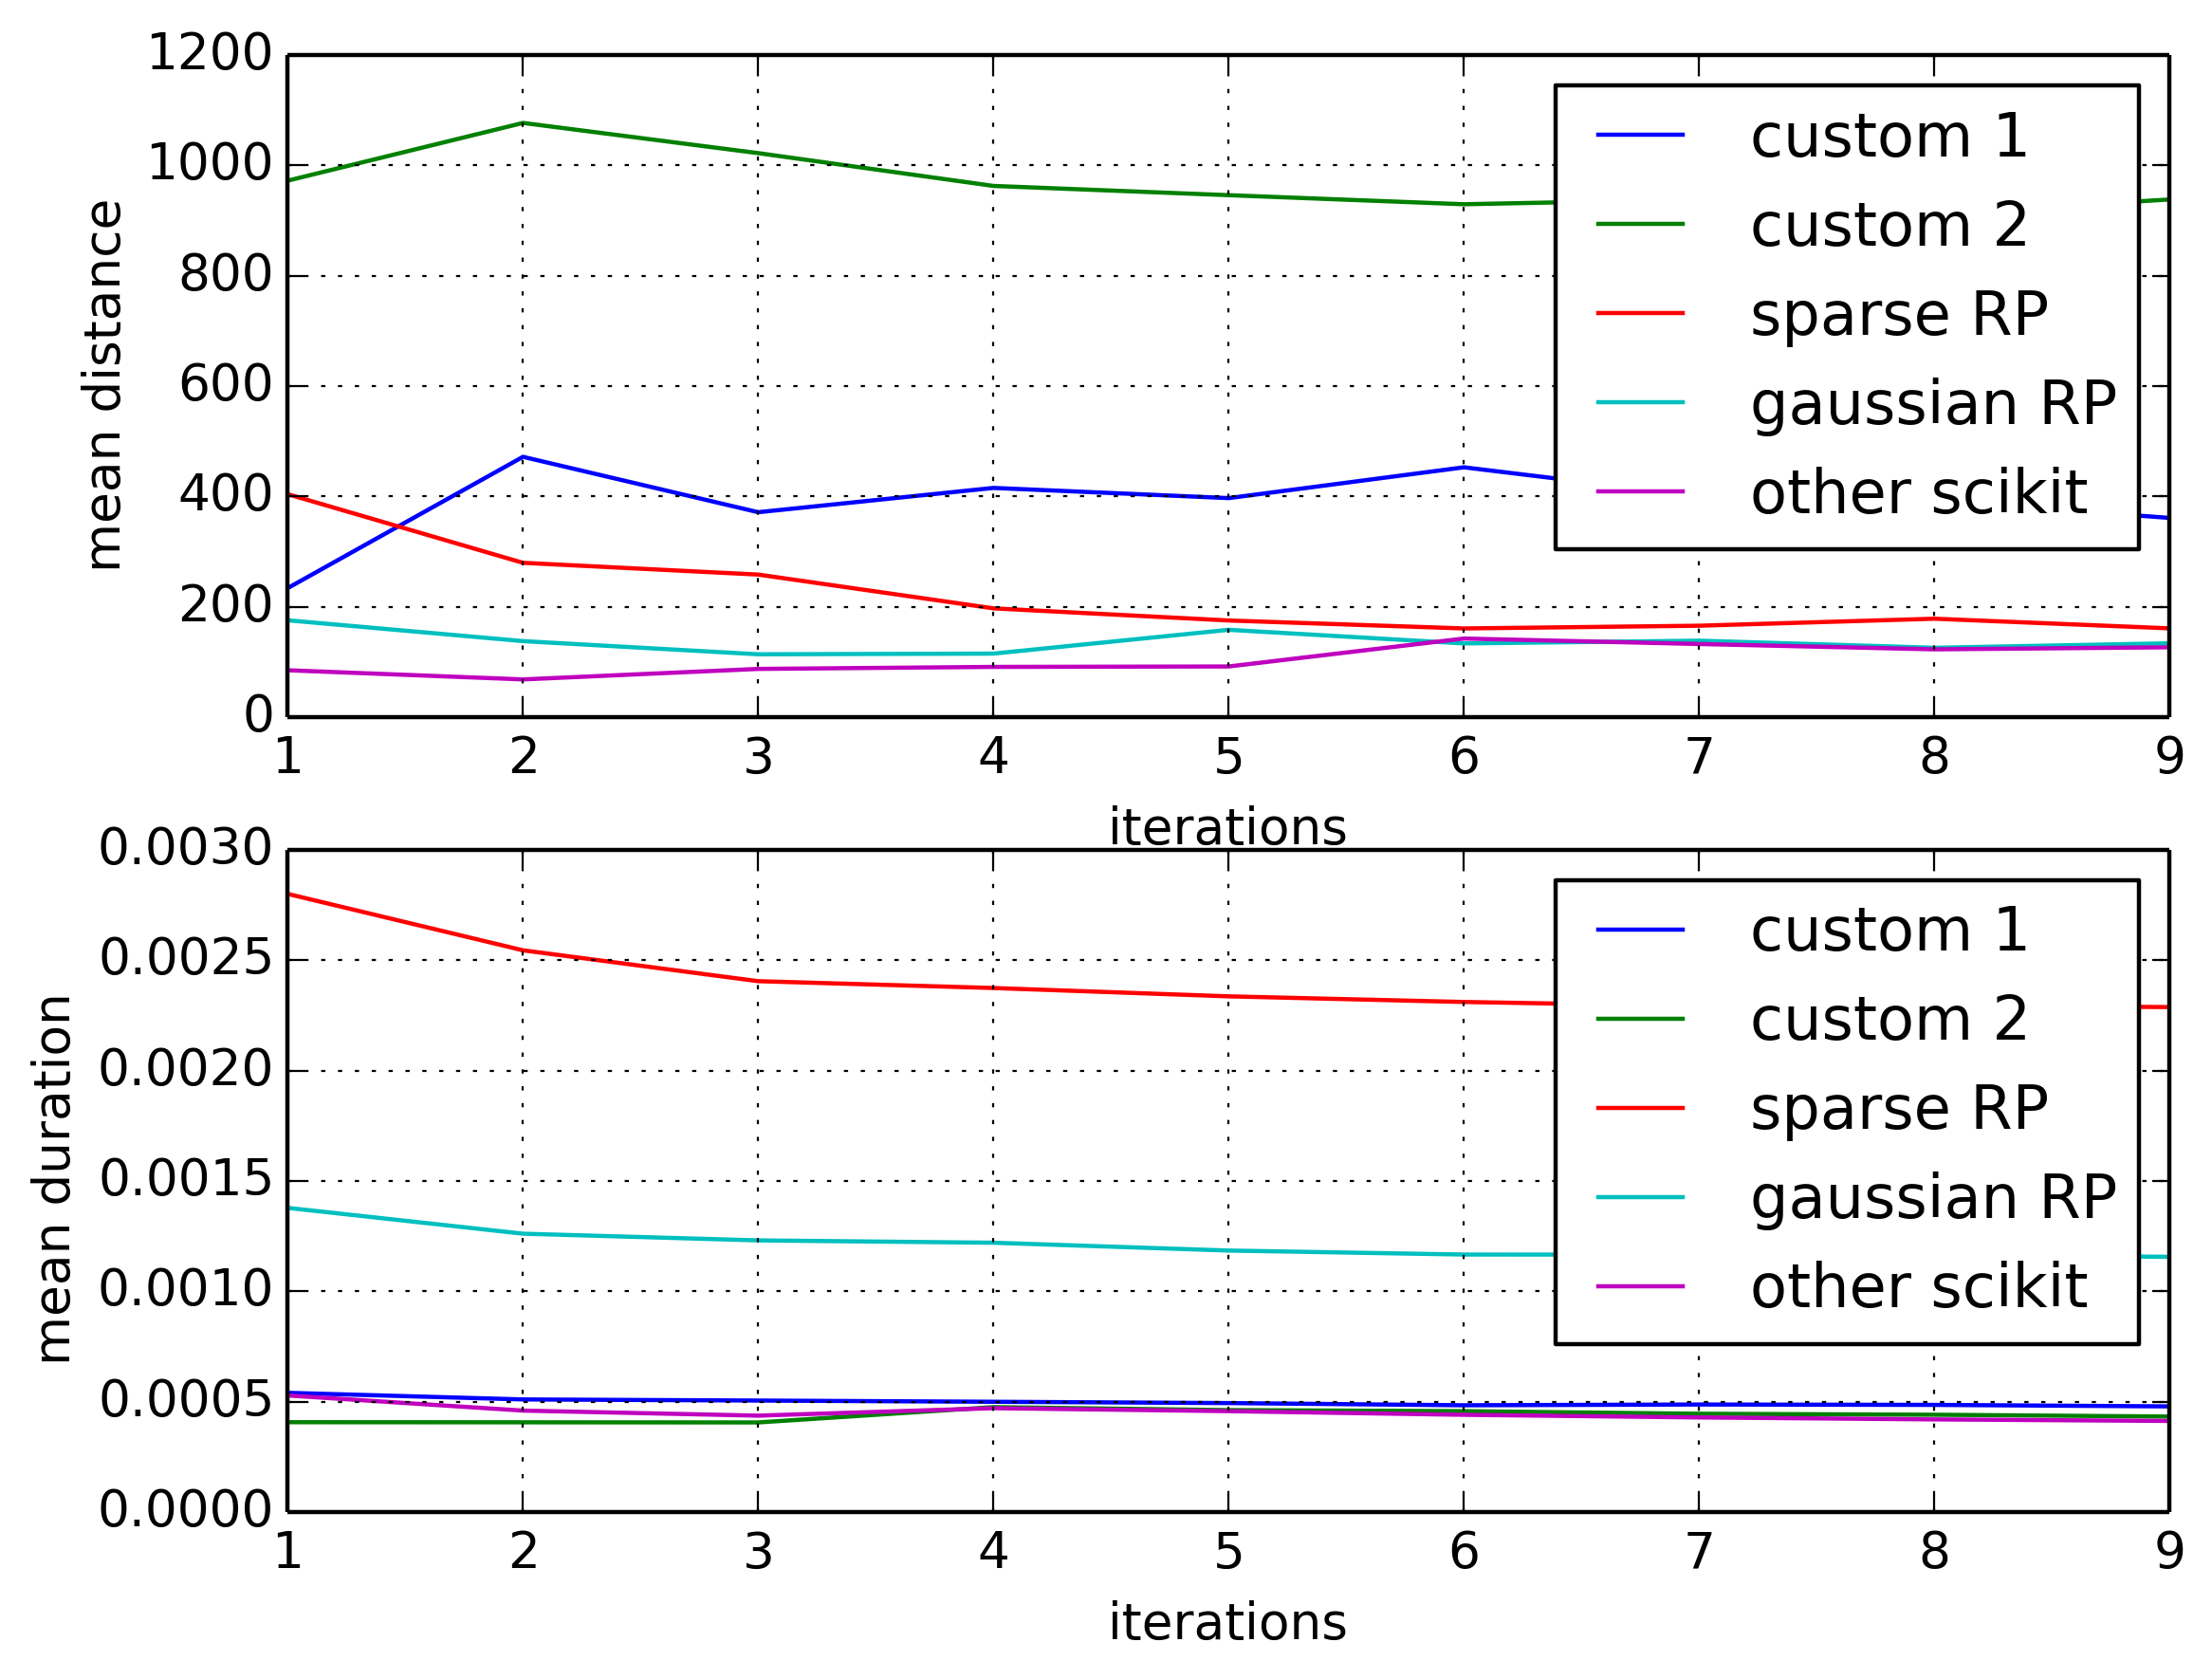 1200
1000
800
600
400
200
0
mean distance
custom 1
custom 2
sparse RP
gaussian RP
other scikit
1 2 3 4 5 6 7 8 9
iterations
0.0030
0.0025
0.0020
0.0015
0.0010
0.0005
0.0000
mean duration
custom 1
custom 2
sparse RP
gaussian RP
other scikit
1 2 3 4 5 6 7 8 9
iterations